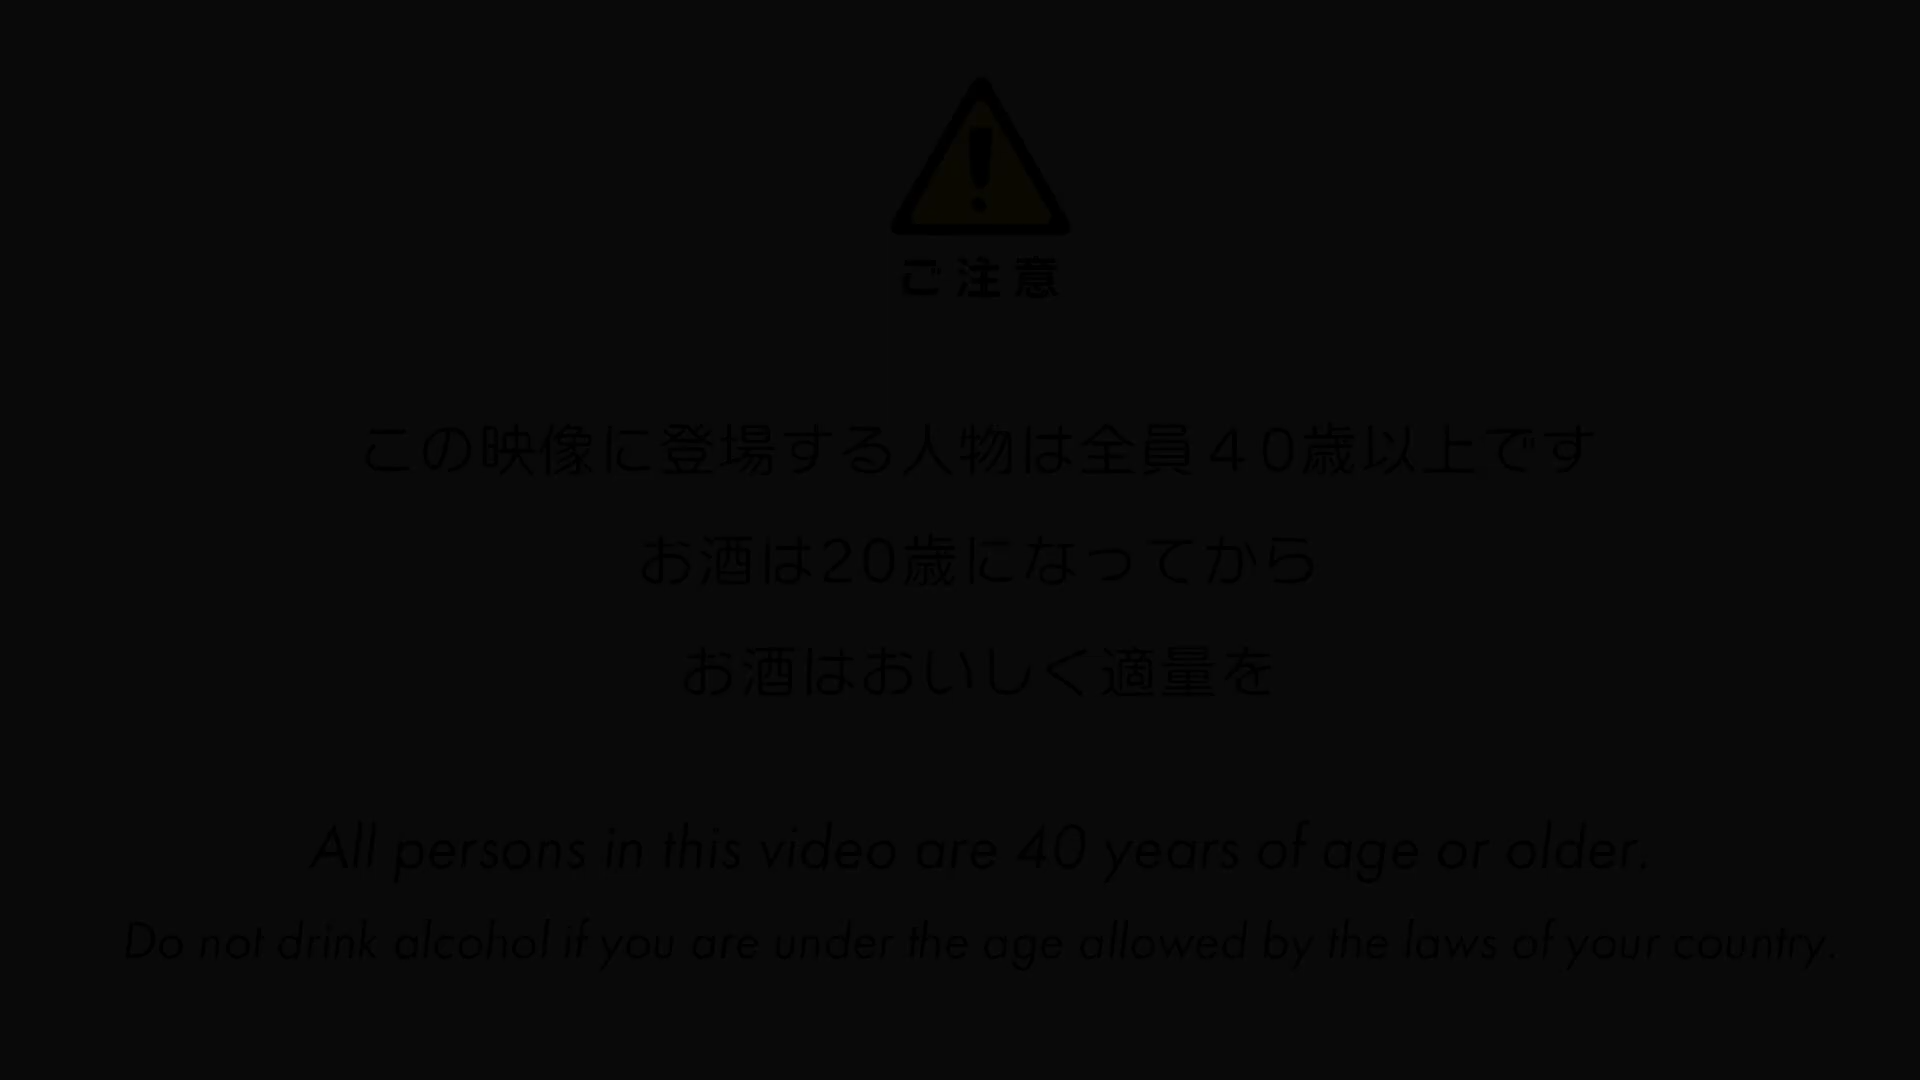 ご注意
この映像に登場する人物は全員４０歳以上です
お酒は20歳になってから
お酒はおいしく適量を
All persons in this video are 40 years of age or older.
Do not drink alcohol if you are under the age allowed by the laws of your country.